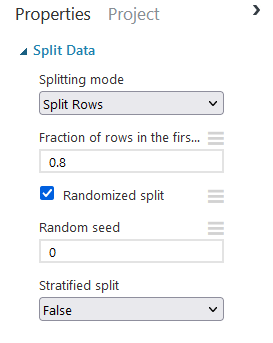 Properties Project
Split Data
Splitting mode
Split Rows
Fraction of rows in the firs...
0.8
Randomized split
Random seed
0
Stratified split
False